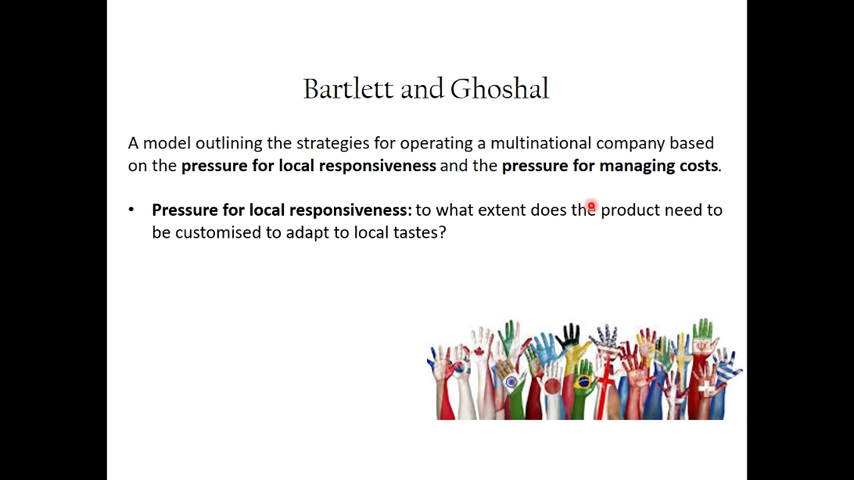 Bartlett and Ghoshal
A model outlining the strategies for operating a multinational company based
on the pressure for local responsiveness and the pressure for managing costs.
• Pressure for local responsiveness: to what extent does the product need to
be customised to adapt to local tastes?